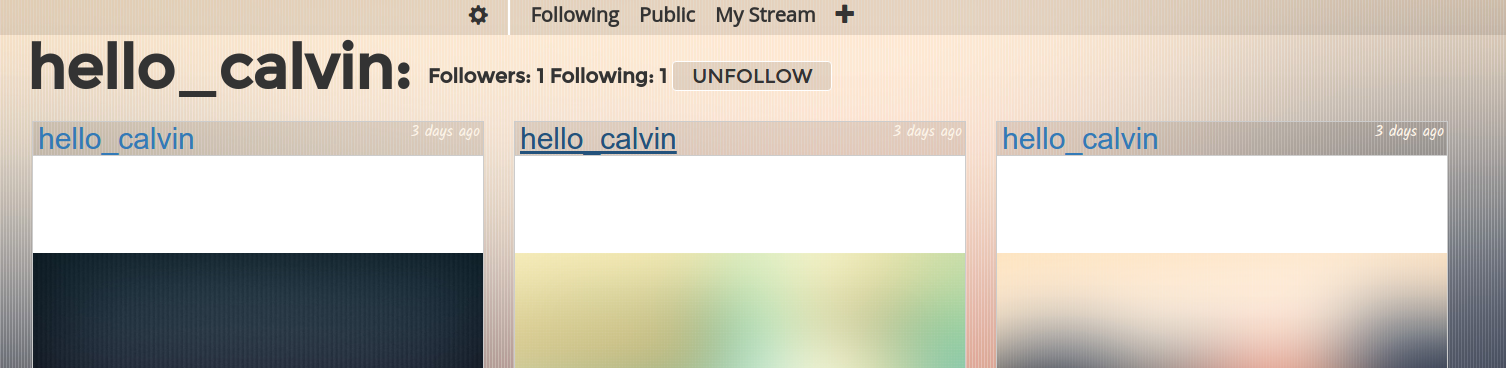 Following Public My Stream
hello_calvin: Followers: 1 Following: 1 UNFOLLOW
hello_calvin 3 days ago
hello_calvin 3 days ago
hello_calvin 3 days ago